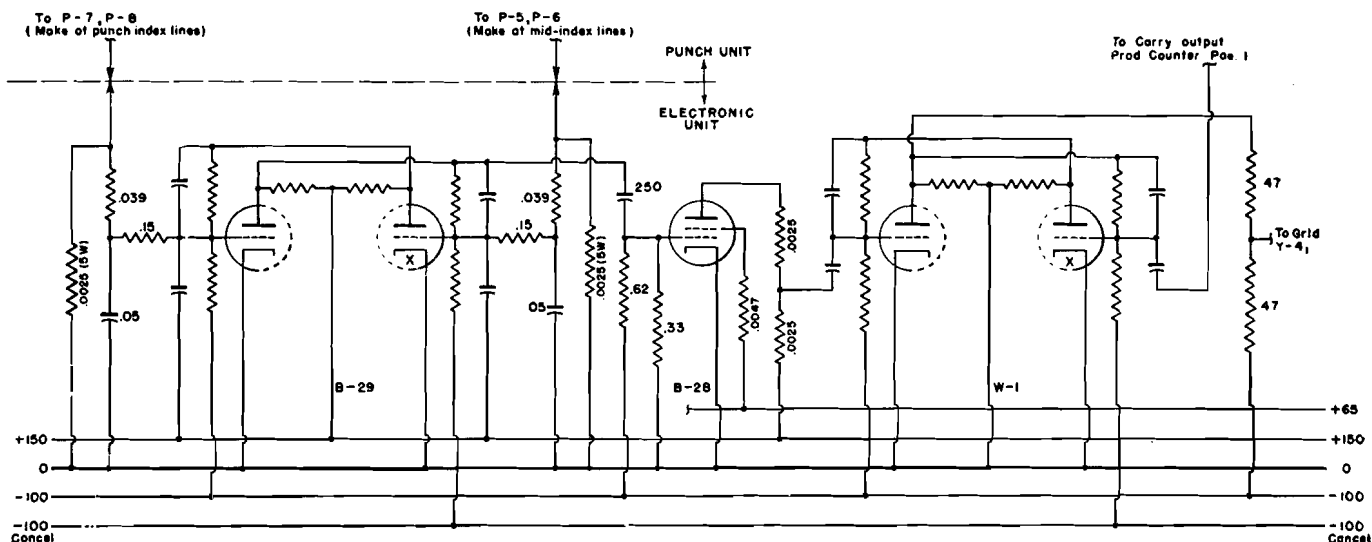 To P-7, P-8
(Make at punch index lines)
To P-5, P-6
(Make at mid-index lines)
PUNCH UNIT
ELECTRONIC
UNIT
To Carry output
Prod Counter Pos. 1
.039
.15
.0025 (5W)
.05
B-29
.039
.15
.05
.0025 (5W)
250
.62
.33
B-28
.0047
.0025
.0025
W-1
47
To Grid
Y-4₁
47
X
X
+65
+150
+150
0
0
-100
-100
-100
Cancel
-100
Cancel